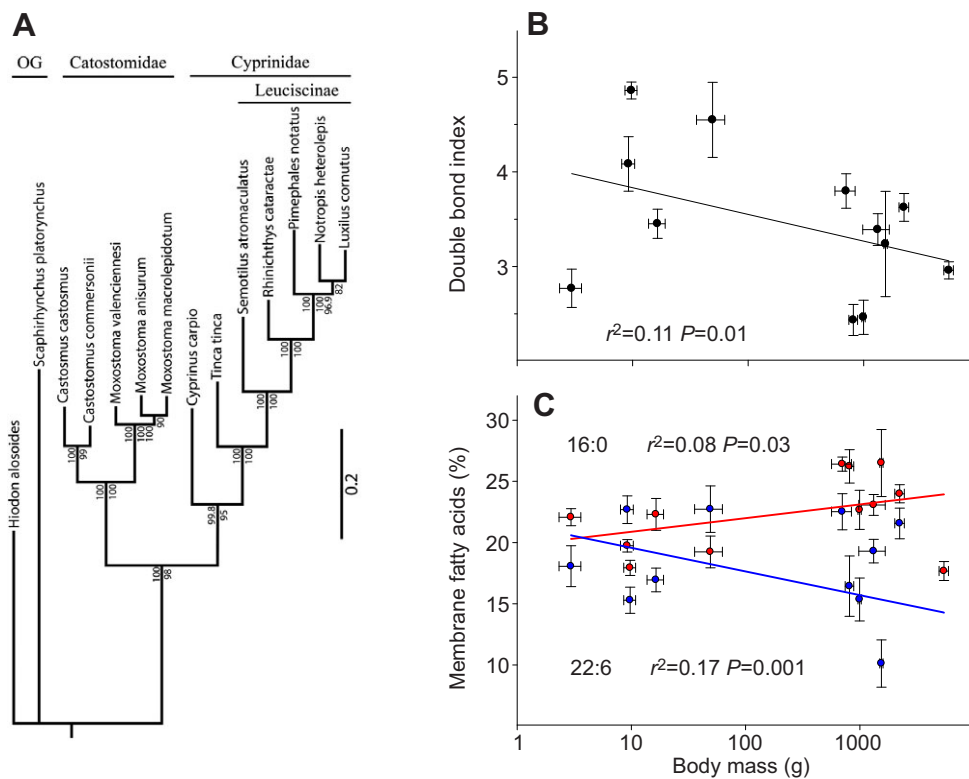 A
OG Catostomidae Cyprinidae
Leuciscinae
Hiodon alosoides
Scaphirhynchus platorynchus
Castosmus castosmus
Castostomus commersonii
Moxostoma valenciennesi
Moxostoma anisurum
Moxostoma macrolepidotum
Cyprinus carpio
Tinca tinca
Semotilus atromaculatus
Rhinichthys cataractae
Pimephales notatus
Notropis heterolepis
Luxilus cornutus
100 99
100 100
100 100
100 90
100 98
99.8 95
100 100
100 100
100 100
100 96.9
82
0.2
B
Double bond index
5
4
3
r²=0.11 P=0.01
C
Membrane fatty acids (%)
30
25
20
15
10
16:0 r²=0.08 P=0.03
22:6 r²=0.17 P=0.001
1 10 100 1000
Body mass (g)